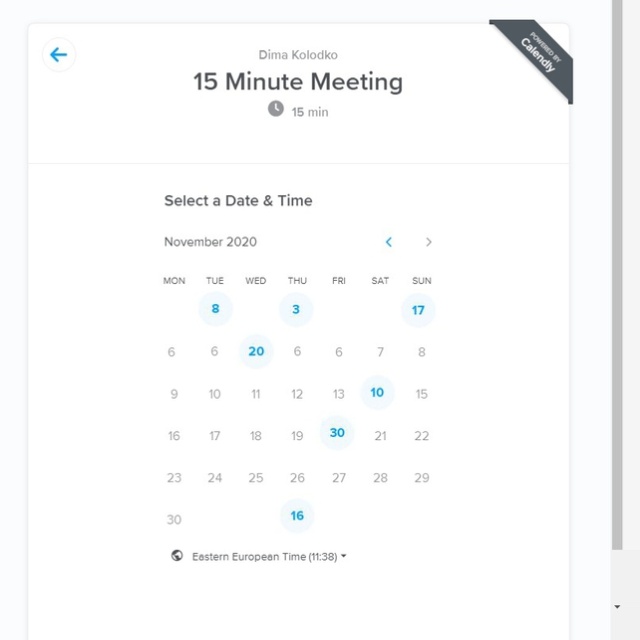 POWERED BY
Calendly
Dima Kolodko
15 Minute Meeting
15 min
Select a Date & Time
November 2020
MON TUE WED THU FRI SAT SUN
8 3 17
6 6 20 6 6 7 8
9 10 11 12 13 10 15
16 17 18 19 30 21 22
23 24 25 26 27 28 29
30 16
Eastern European Time (11:38)